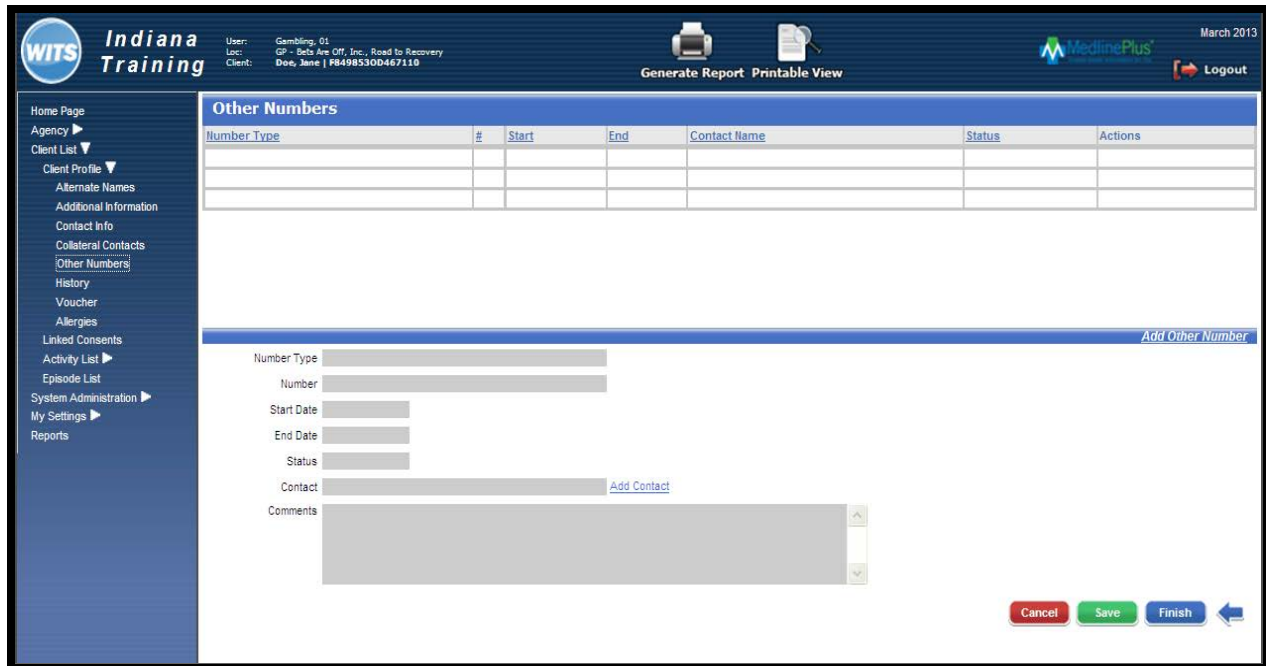 WITS
Indiana
Training
User: Gambling, 01
Loc: GP - Bets Are Off, Inc., Road to Recovery
Client: Doe, Jane | F8498530D467110
Generate Report Printable View
MedlinePlus
March 2013
Logout
Home Page
Agency
Client List
Client Profile
Alternate Names
Additional Information
Contact Info
Collateral Contacts
Other Numbers
History
Voucher
Allergies
Linked Consents
Activity List
Episode List
System Administration
My Settings
Reports
Other Numbers
Number Type # Start End Contact Name Status Actions
Add Other Number
Number Type
Number
Start Date
End Date
Status
Contact Add Contact
Comments
Cancel Save Finish